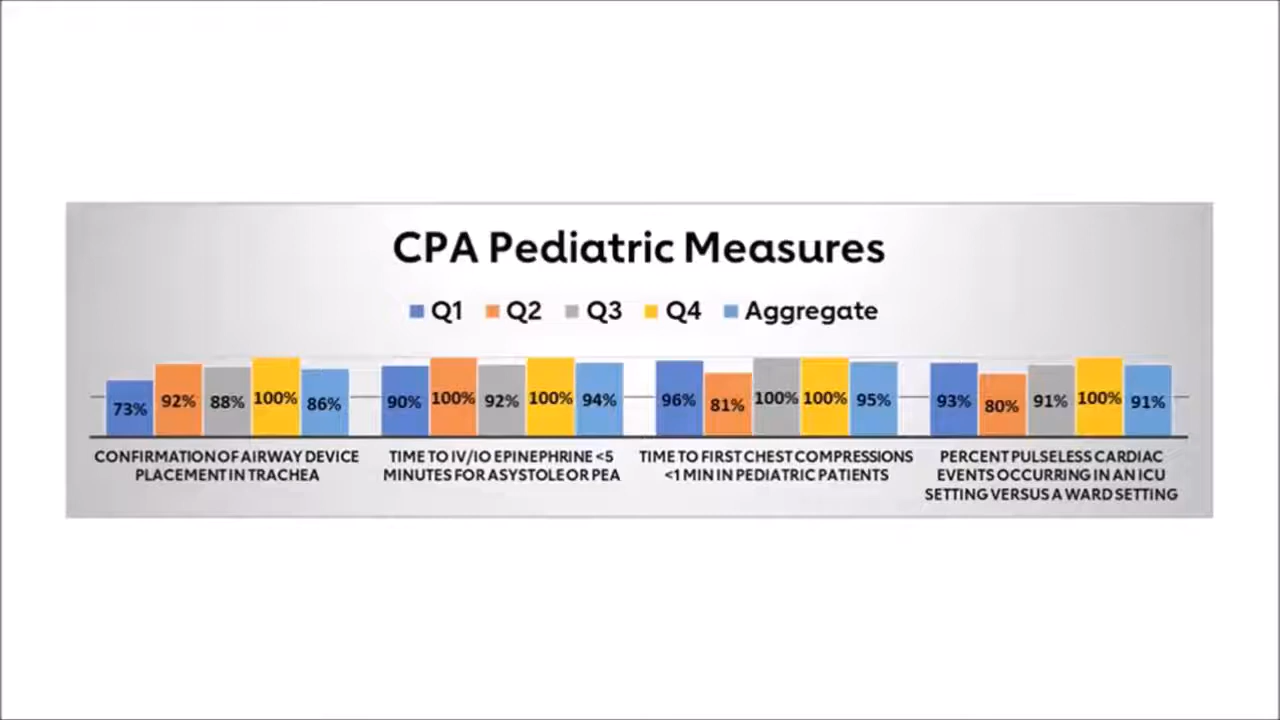 CPA Pediatric Measures
Q1 Q2 Q3 Q4 Aggregate
73% 92% 88% 100% 86% 90% 100% 92% 100% 94% 96% 81% 100% 100% 95% 93% 80% 91% 100% 91%
CONFIRMATION OF AIRWAY DEVICE
PLACEMENT IN TRACHEA
TIME TO IV/IO EPINEPHRINE <5
MINUTES FOR ASYSTOLE OR PEA
TIME TO FIRST CHEST COMPRESSIONS
<1 MIN IN PEDIATRIC PATIENTS
PERCENT PULSELESS CARDIAC
EVENTS OCCURRING IN AN ICU
SETTING VERSUS A WARD SETTING